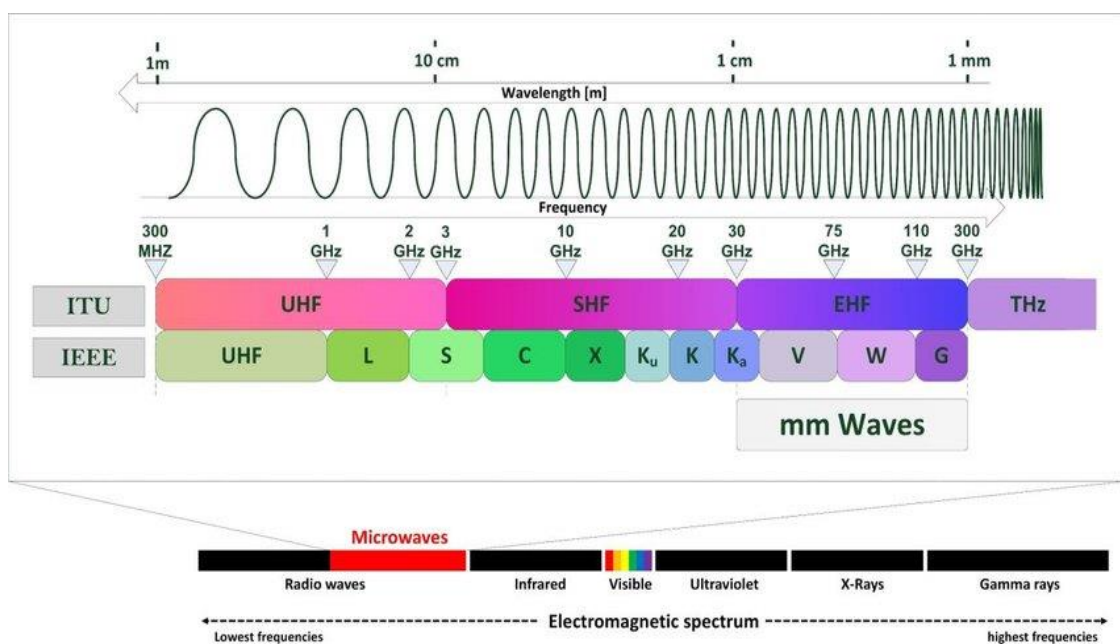 1m 10 cm 1 cm 1 mm
Wavelength [m]
Frequency
300 MHZ 1 GHz 2 GHz 3 GHz 10 GHz 20 GHz 30 GHz 75 GHz 110 GHz 300 GHz
ITU UHF SHF EHF THz
IEEE UHF L S C X Ku K Ka V W G
mm Waves
Microwaves
Radio waves Infrared Visible Ultraviolet X-Rays Gamma rays
Electromagnetic spectrum
Lowest frequencies highest frequencies